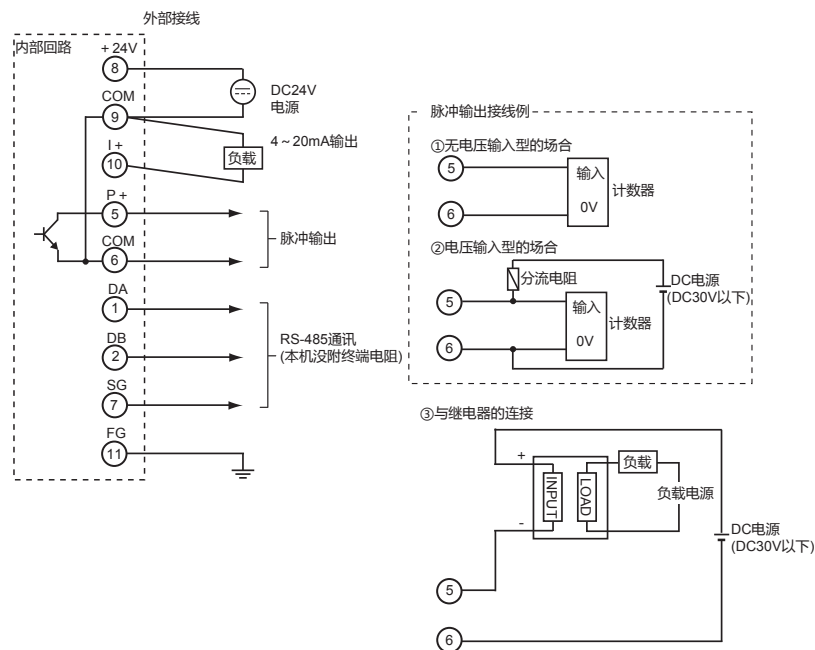 外部接线
内部回路
+24V
8
DC24V
电源
COM
9
4～20mA输出
负载
I+
10
P+
5
脉冲输出
COM
6
DA
1
RS-485通讯
(本机没附终端电阻)
DB
2
SG
7
FG
11
脉冲输出接线例
①无电压输入型的场合
5
输入
计数器
0V
6
②电压输入型的场合
分流电阻
DC电源
(DC30V以下)
5
输入
计数器
0V
6
③与继电器的连接
+
INPUT
LOAD
负载
负载电源
-
DC电源
(DC30V以下)
5
6